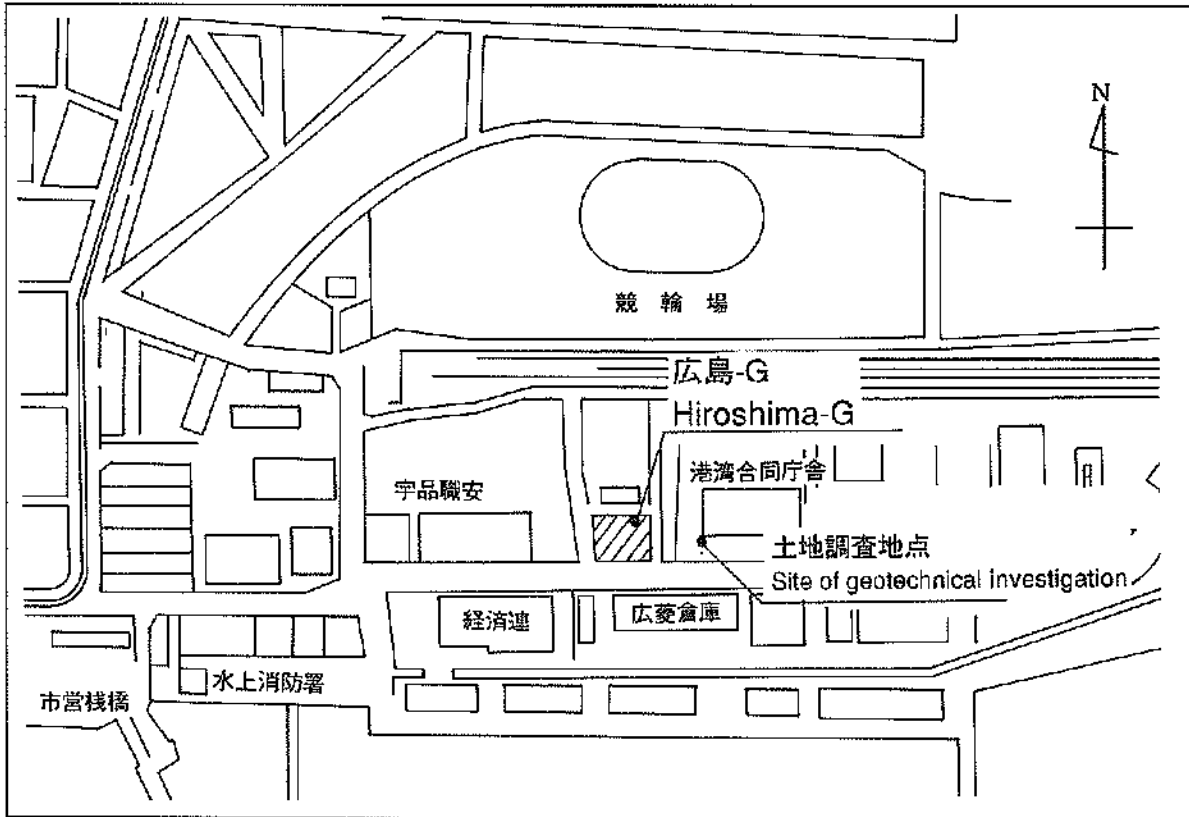 N
競輪場
広島-G
Hiroshima-G
港湾合同庁舎
宇品職安
土地調査地点
Site of geotechnical investigation
経済連
広菱倉庫
水上消防署
市営桟橋